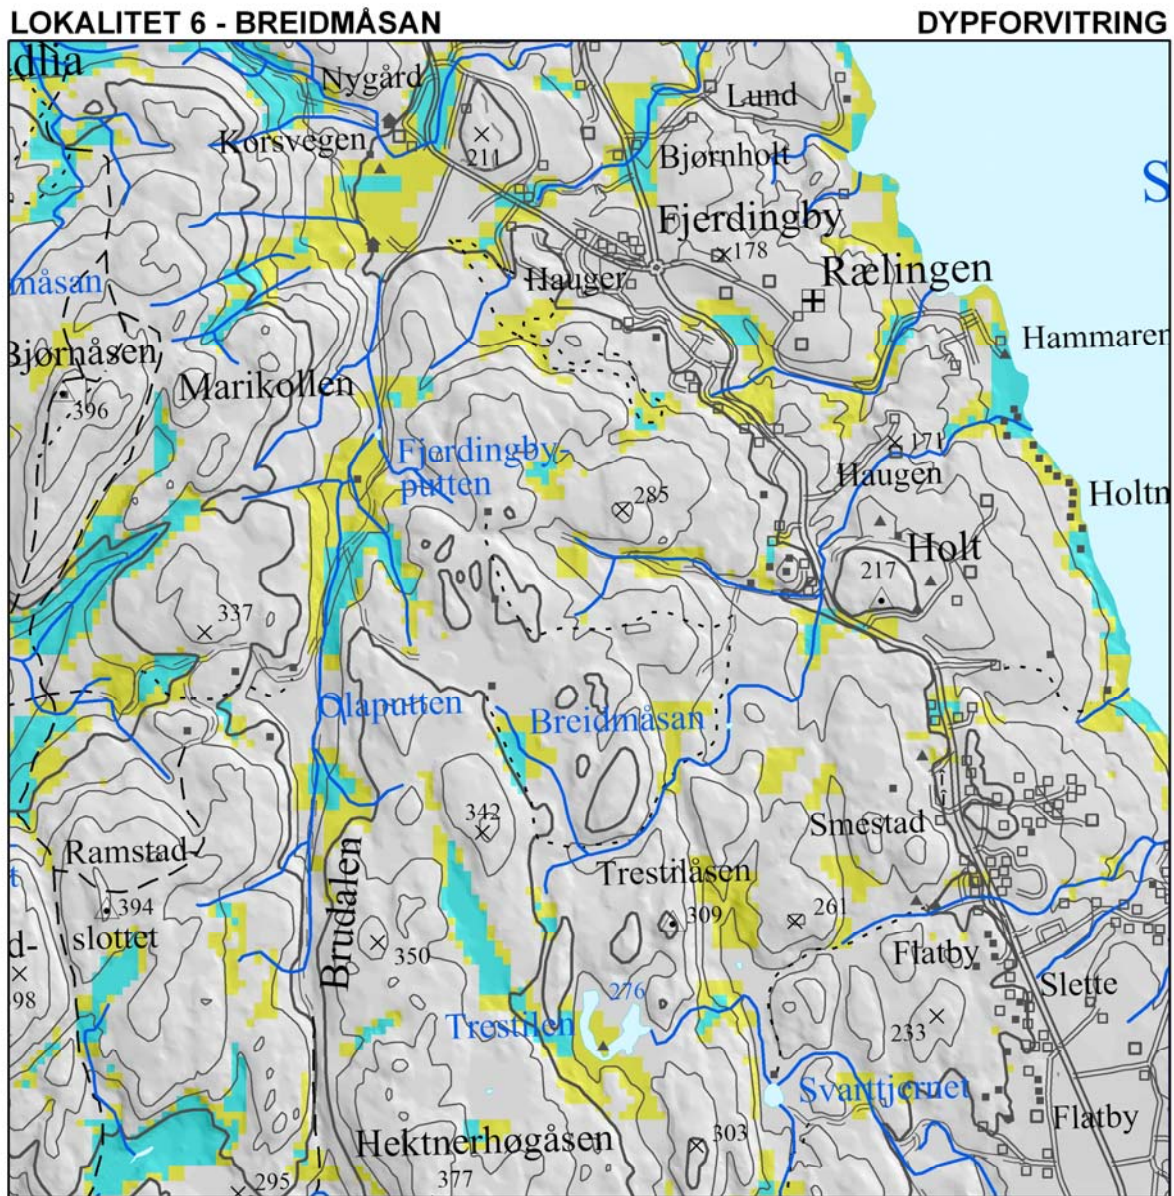 LOKALITET 6 - BREIDMÅSAN
DYPFORVITRING
dlia
Nygård
Lund
Korsvegen
211
Bjørnholt
S
Fjerdingby
178
Rælingen
måsan
Hauger
Hammaren
Bjørnåsen
Marikollen
396
171
Fjerdingby-
putten
Haugen
285
Holtn
Holt
217
337
Olaputten
Breidmåsan
342
Smestad
Ramstad-
slottet
t
Trestilåsen
394
309
261
d-
98
Brudalen
350
Flatby
Slette
276
Trestilen
233
Svarttjernet
Flatby
Hektnerhøgåsen
303
377
295